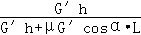 G′ h
G′ h+μG′ cosα·L